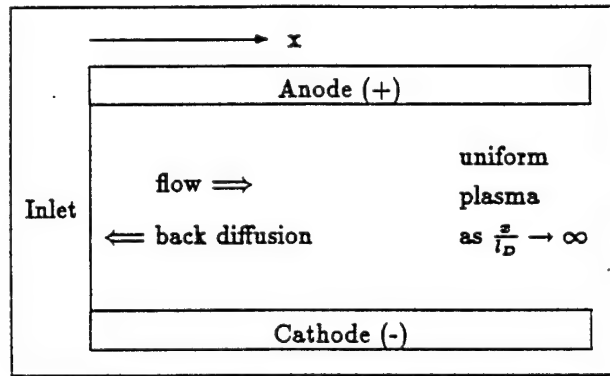 x
Anode (+)
uniform
flow ⟹
plasma
Inlet
⟸ back diffusion
as x/l_D → ∞
Cathode (-)